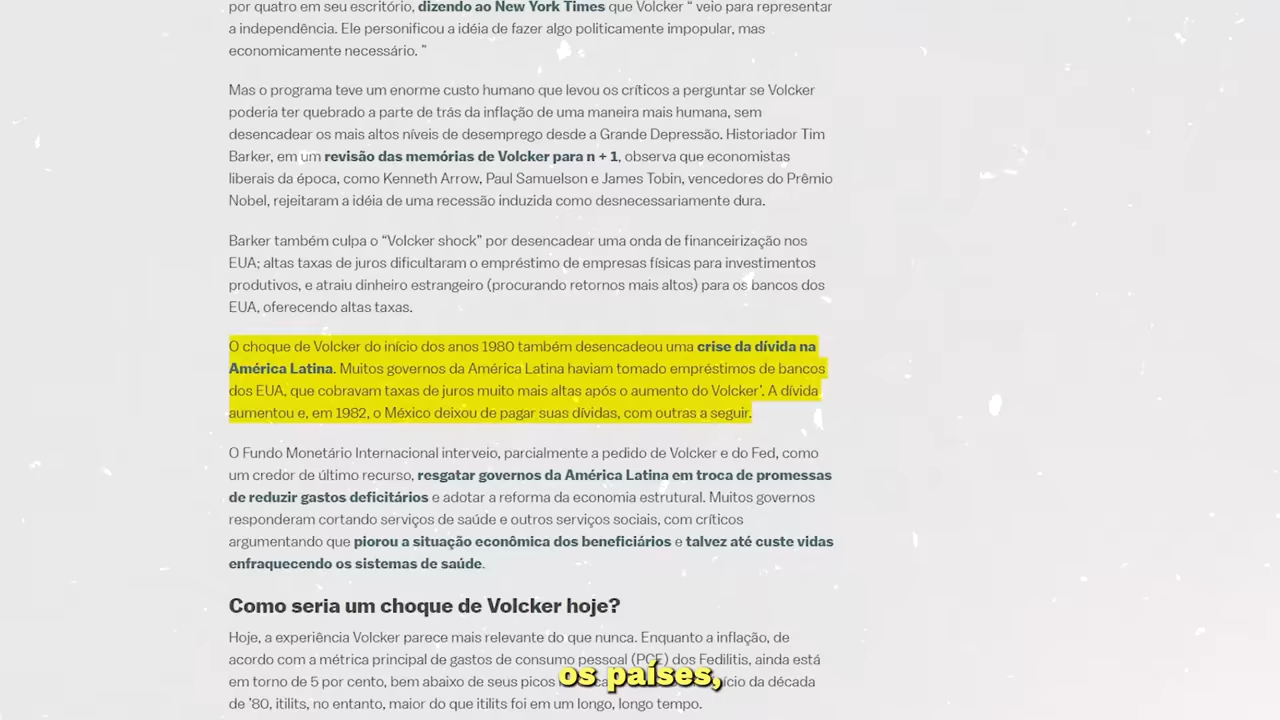 por quatro em seu escritório, dizendo ao New York Times que Volcker “ veio para representar
a independência. Ele personificou a idéia de fazer algo politicamente impopular, mas
economicamente necessário. ”
Mas o programa teve um enorme custo humano que levou os críticos a perguntar se Volcker
poderia ter quebrado a parte de trás da inflação de uma maneira mais humana, sem
desencadear os mais altos níveis de desemprego desde a Grande Depressão. Historiador Tim
Barker, em um revisão das memórias de Volcker para n + 1, observa que economistas
liberais da época, como Kenneth Arrow, Paul Samuelson e James Tobin, vencedores do Prêmio
Nobel, rejeitaram a idéia de uma recessão induzida como desnecessariamente dura.
Barker também culpa o “Volcker shock” por desencadear uma onda de financeirização nos
EUA; altas taxas de juros dificultaram o empréstimo de empresas físicas para investimentos
produtivos, e atraiu dinheiro estrangeiro (procurando retornos mais altos) para os bancos dos
EUA, oferecendo altas taxas.
O choque de Volcker do início dos anos 1980 também desencadeou uma crise da dívida na
América Latina. Muitos governos da América Latina haviam tomado empréstimos de bancos
dos EUA, que cobravam taxas de juros muito mais altas após o aumento do Volcker’. A dívida
aumentou e, em 1982, o México deixou de pagar suas dívidas, com outras a seguir.
O Fundo Monetário Internacional interveio, parcialmente a pedido de Volcker e do Fed, como
um credor de último recurso, resgatar governos da América Latina em troca de promessas
de reduzir gastos deficitários e adotar a reforma da economia estrutural. Muitos governos
responderam cortando serviços de saúde e outros serviços sociais, com críticos
argumentando que piorou a situação econômica dos beneficiários e talvez até custe vidas
enfraquecendo os sistemas de saúde.
Como seria um choque de Volcker hoje?
Hoje, a experiência Volcker parece mais relevante do que nunca. Enquanto a inflação, de
acordo com a métrica principal de gastos de consumo pessoal (PCE) dos Fedilitis, ainda está
em torno de 5 por cento, bem abaixo de seus picos da década
os países,
de ’80, itilits, no entanto, maior do que itilits foi em um longo, longo tempo.